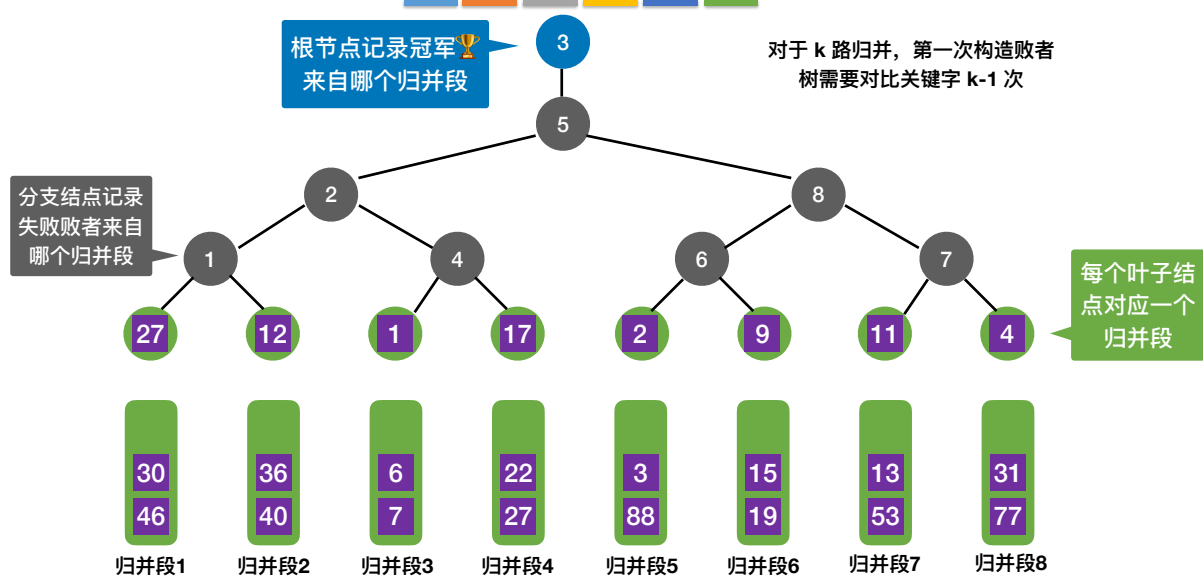 根节点记录冠军🏆
来自哪个归并段
3
对于 k 路归并，第一次构造败者
树需要对比关键字 k-1 次
5
分支结点记录
失败败者来自
哪个归并段
2
8
1
4
6
7
每个叶子结
点对应一个
归并段
27
12
1
17
2
9
11
4
30
36
6
22
3
15
13
31
46
40
7
27
88
19
53
77
归并段1
归并段2
归并段3
归并段4
归并段5
归并段6
归并段7
归并段8